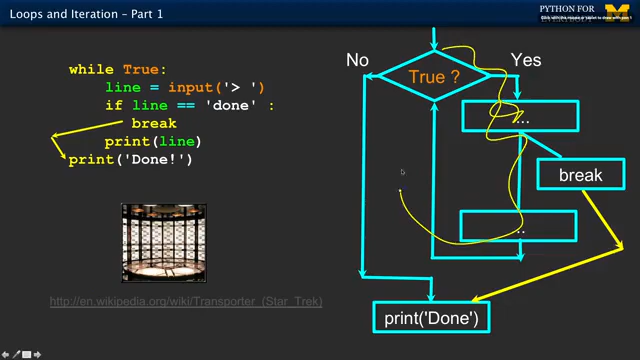 Loops and Iteration – Part 1
PYTHON FOR
while True:
line = input('> ')
if line == 'done' :
break
print(line)
print('Done!')
http://en.wikipedia.org/wiki/Transporter_(Star_Trek)
No
Yes
True ?
...
break
..
print('Done')